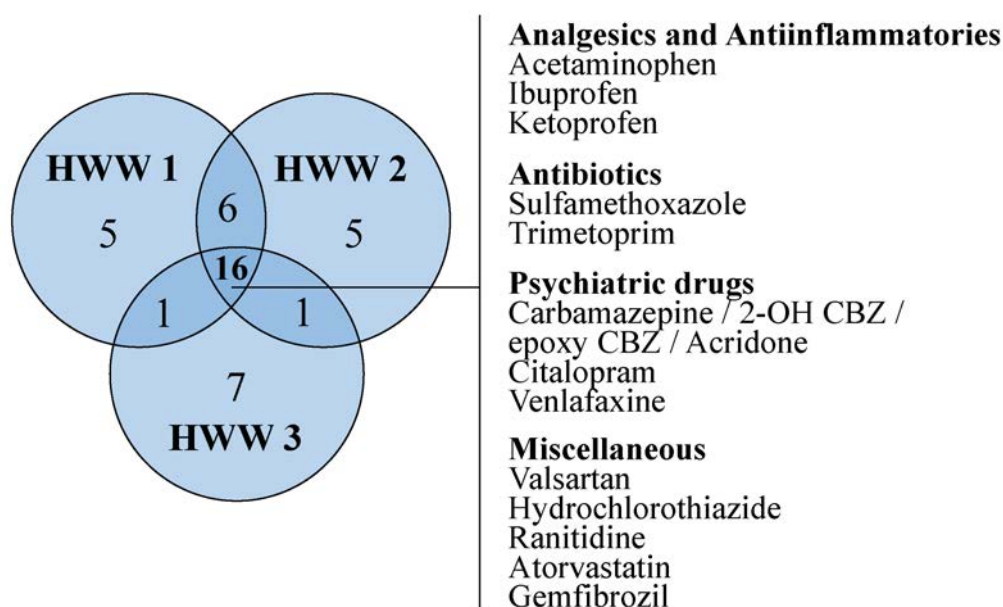 HWW 1
HWW 2
5
6
5
16
1
1
7
HWW 3
Analgesics and Antiinflammatories
Acetaminophen
Ibuprofen
Ketoprofen
Antibiotics
Sulfamethoxazole
Trimetoprim
Psychiatric drugs
Carbamazepine / 2-OH CBZ /
epoxy CBZ / Acridone
Citalopram
Venlafaxine
Miscellaneous
Valsartan
Hydrochlorothiazide
Ranitidine
Atorvastatin
Gemfibrozil